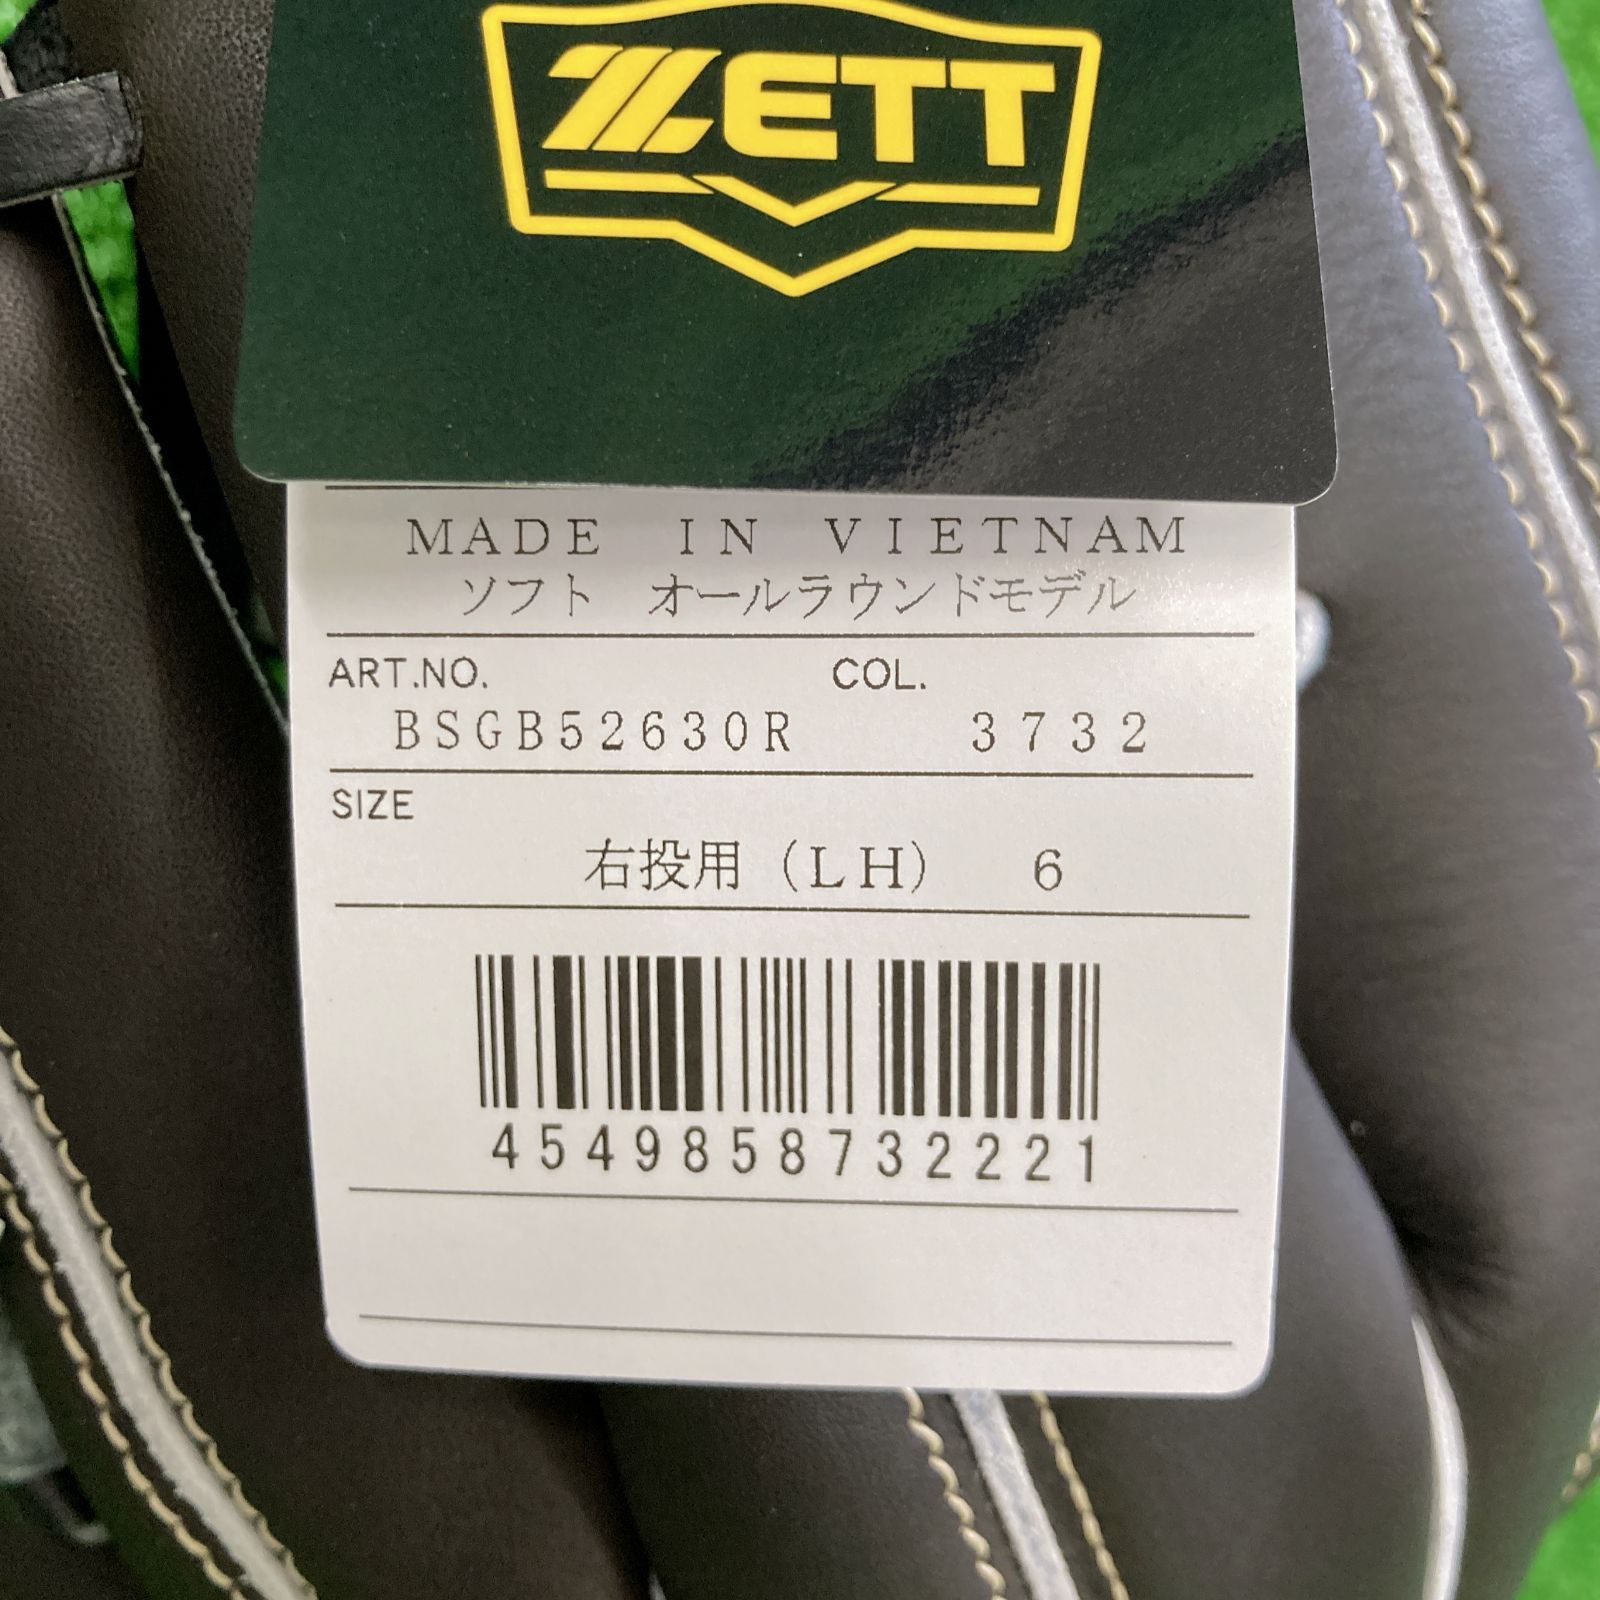 ZETT
MADE IN VIETNAM
ソフト オールラウンドモデル
ART.NO. COL.
BSGB52630R 3732
SIZE
右投用（LH） 6
4549858732221